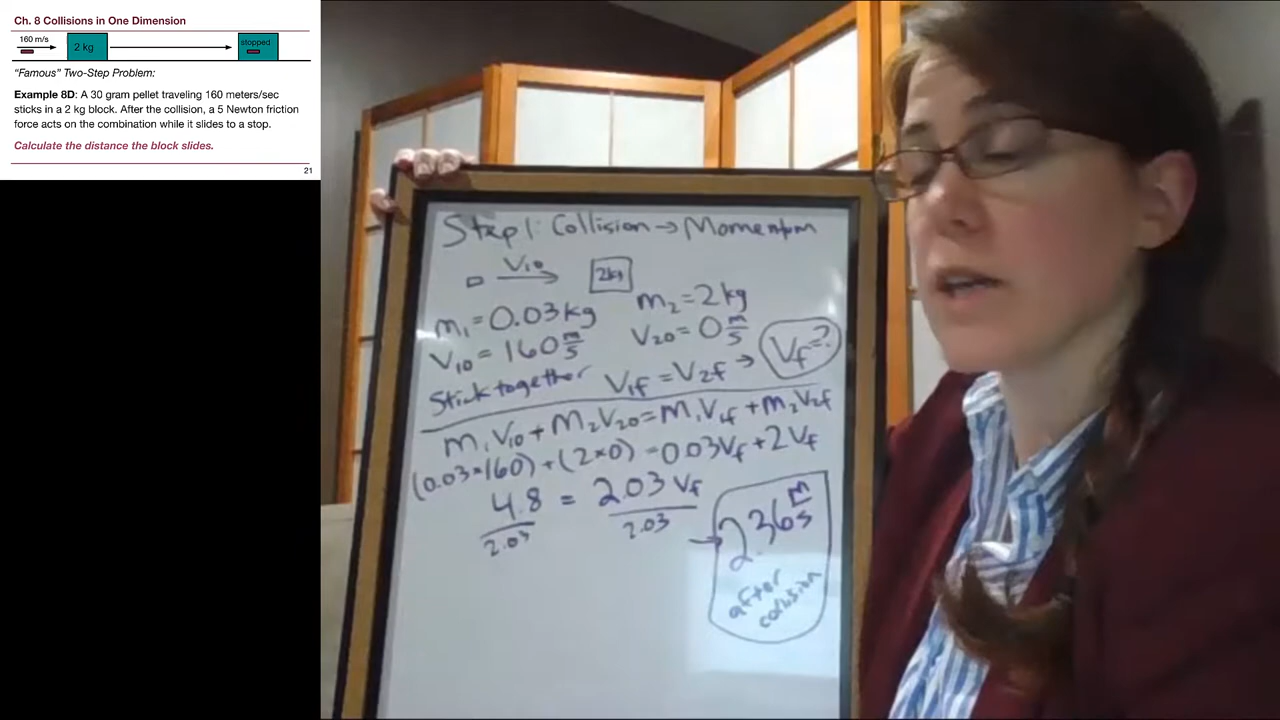 Ch. 8 Collisions in One Dimension
160 m/s
2 kg
stopped
“Famous” Two-Step Problem:
Example 8D: A 30 gram pellet traveling 160 meters/sec
sticks in a 2 kg block. After the collision, a 5 Newton friction
force acts on the combination while it slides to a stop.
Calculate the distance the block slides.
21
Step 1: Collision → Momentum
V10
2kg
m1 = 0.03 kg
m2 = 2 kg
V10 = 160 m/s
V20 = 0 m/s
Stick together V1f = V2f → Vf = ?
m1V10 + m2V20 = m1V1f + m2V2f
(0.03*160) + (2*0) = 0.03Vf + 2Vf
4.8 = 2.03 Vf
2.03 2.03
→ 2.36 m/s
after
collision